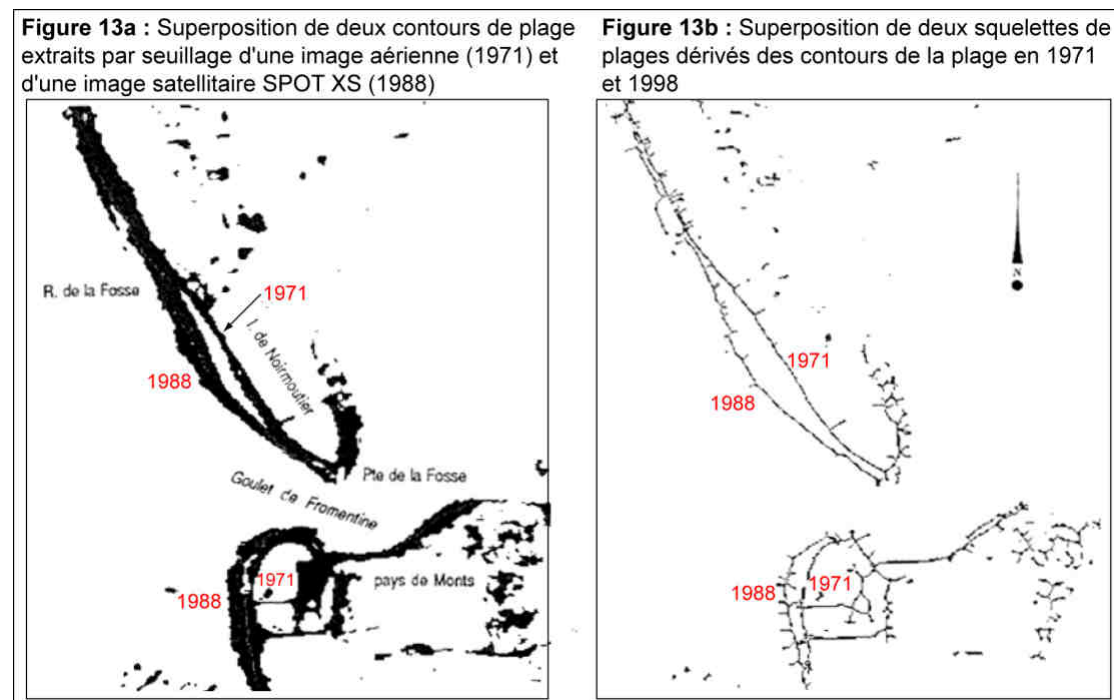 Figure 13a : Superposition de deux contours de plage
extraits par seuillage d'une image aérienne (1971) et
d'une image satellitaire SPOT XS (1988)
R. de la Fosse
1971
I. de Noirmoutier
1988
Pte de la Fosse
Goulet de Fromentine
1971
pays de Monts
1988
Figure 13b : Superposition de deux squelettes de
plages dérivés des contours de la plage en 1971
et 1998
N
1971
1988
1971
1988